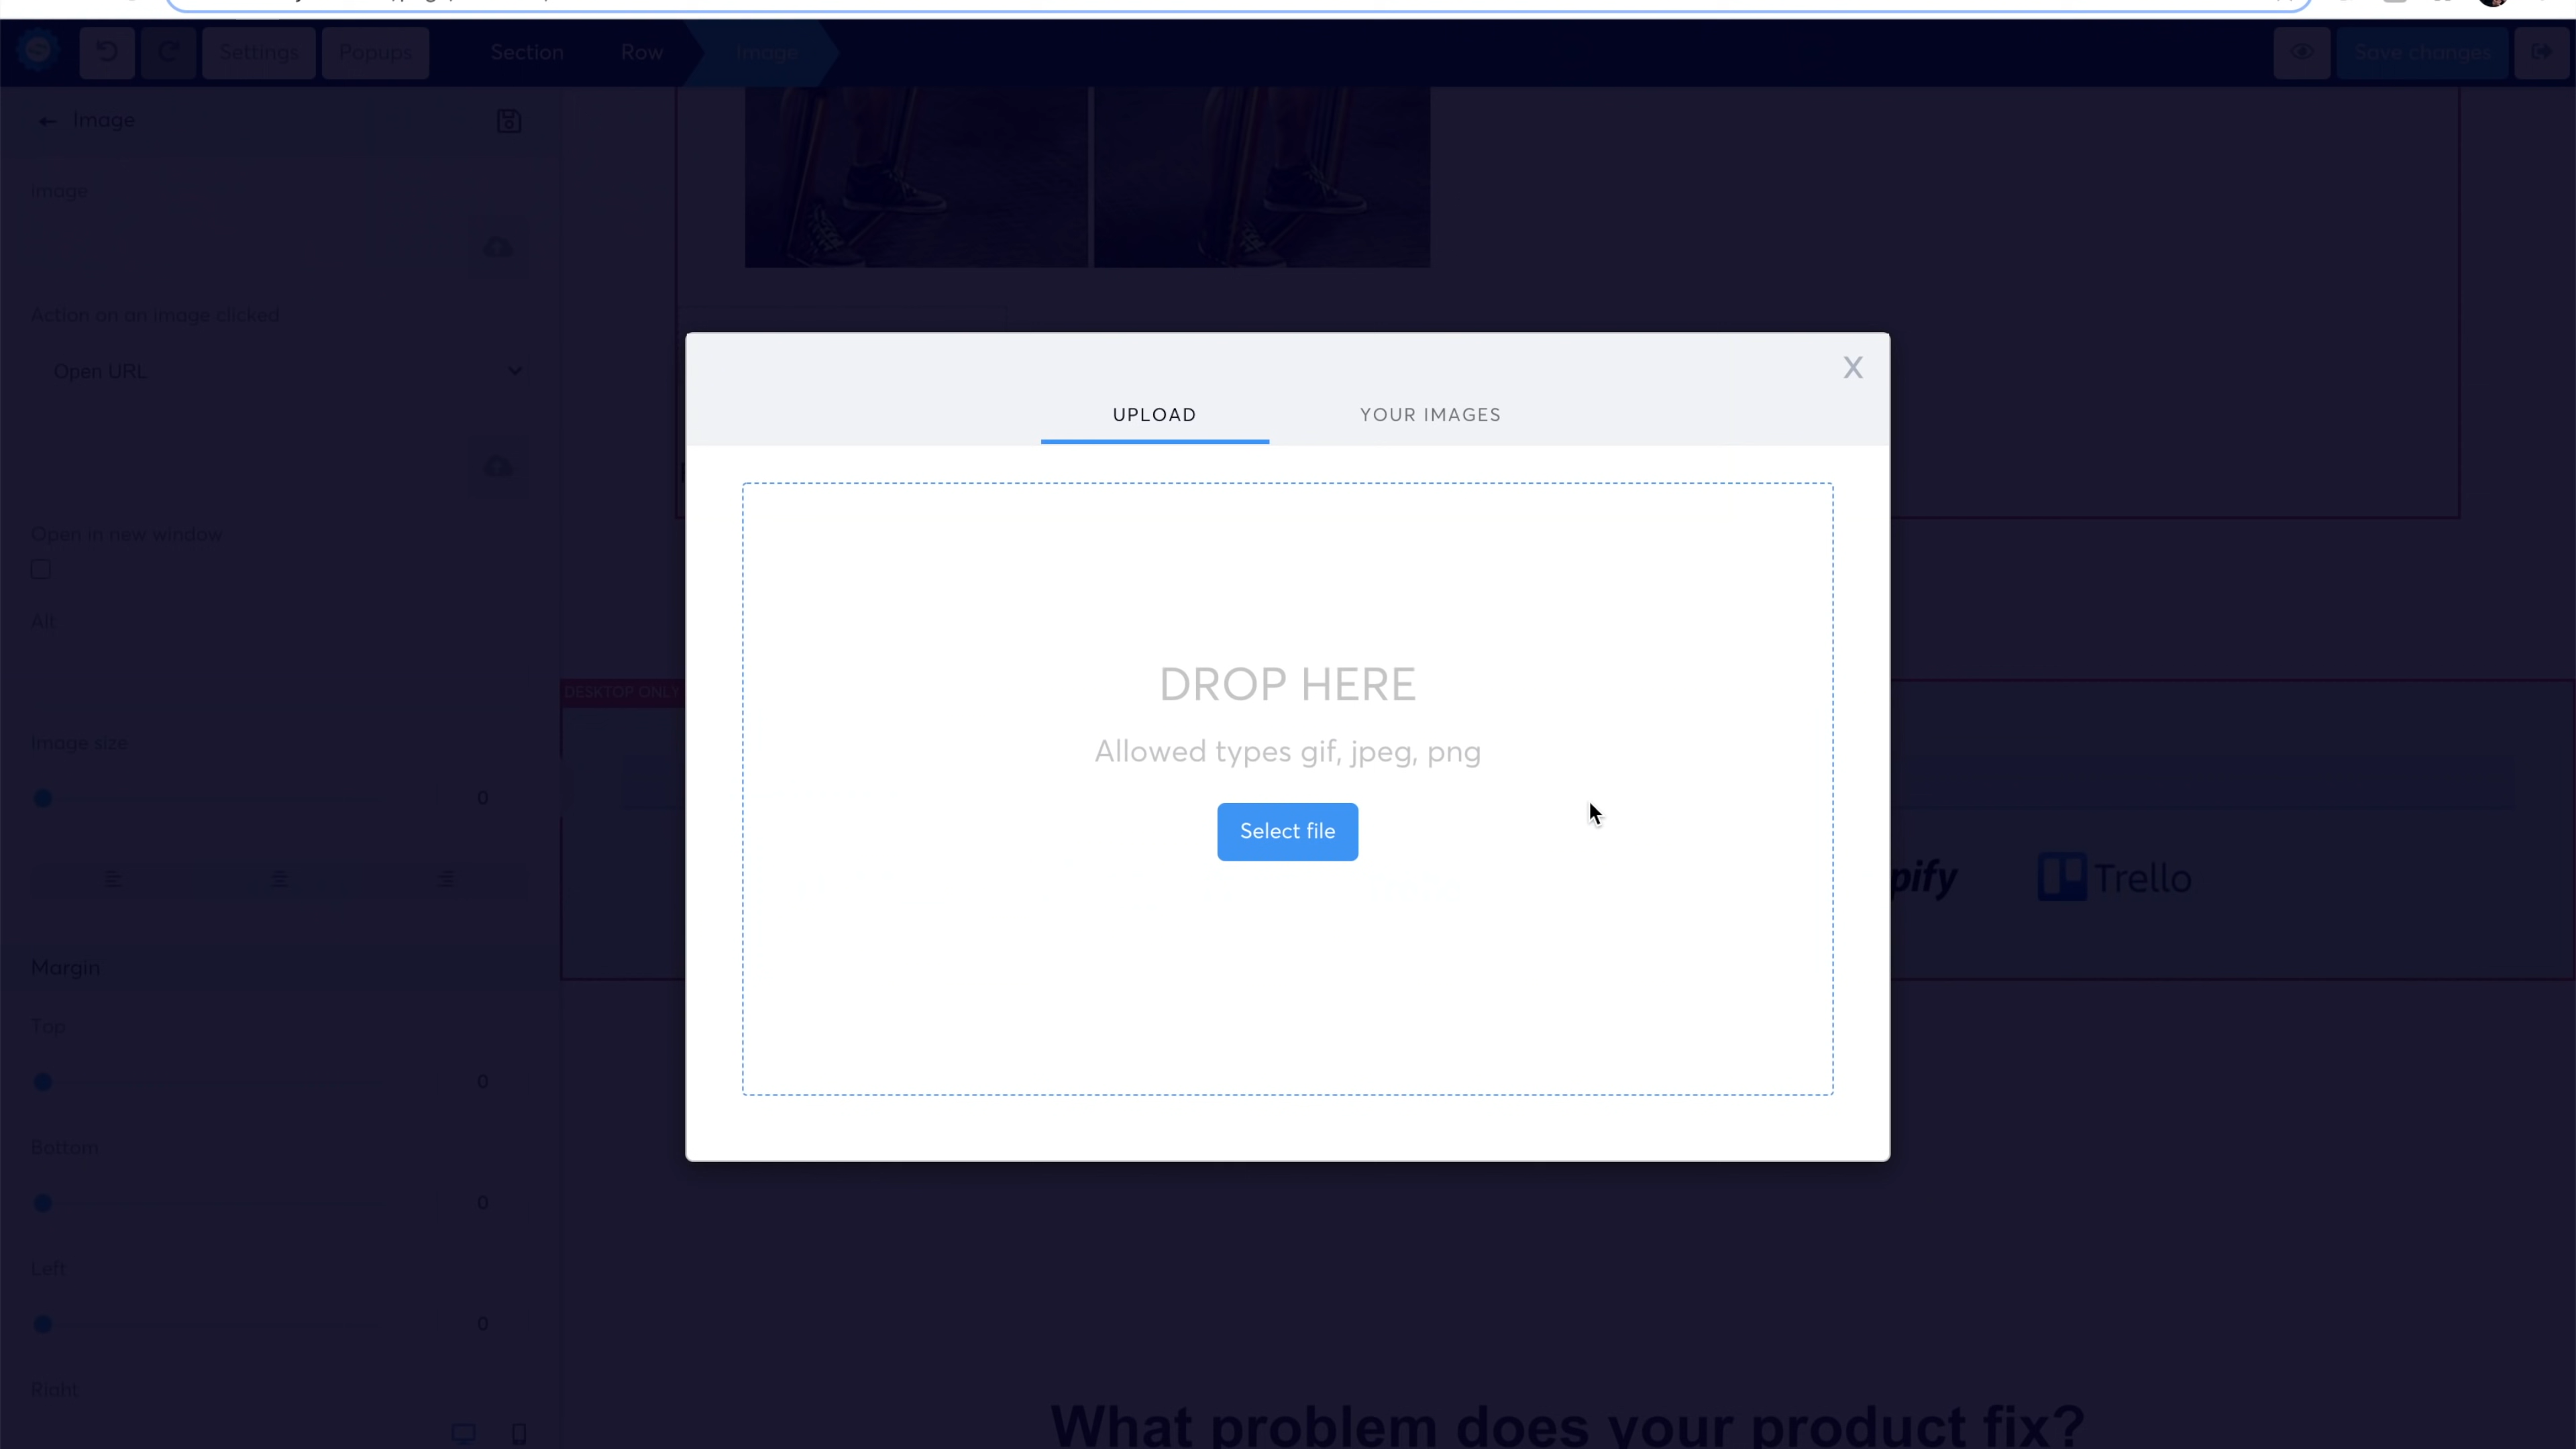 Settings
Popups
Section
Row
Image
Save changes
Image
Image
Action on an image clicked
Open URL
Open in new window
Alt
Image size
0
Margin
Top
0
Bottom
0
Left
0
Right
X
UPLOAD
YOUR IMAGES
DROP HERE
Allowed types gif, jpeg, png
Select file
DESKTOP ONLY
pify
Trello
What problem does your product fix?